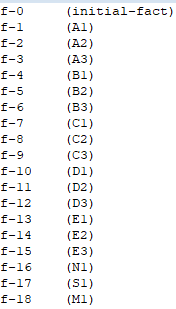 f-0 (initial-fact)
f-1 (A1)
f-2 (A2)
f-3 (A3)
f-4 (B1)
f-5 (B2)
f-6 (B3)
f-7 (C1)
f-8 (C2)
f-9 (C3)
f-10 (D1)
f-11 (D2)
f-12 (D3)
f-13 (E1)
f-14 (E2)
f-15 (E3)
f-16 (N1)
f-17 (S1)
f-18 (M1)